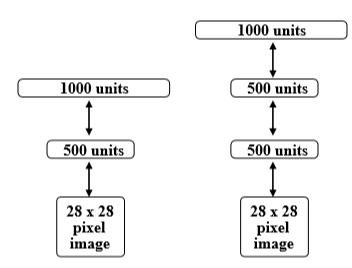 1000 units
500 units
28 x 28
pixel
image
1000 units
500 units
500 units
28 x 28
pixel
image